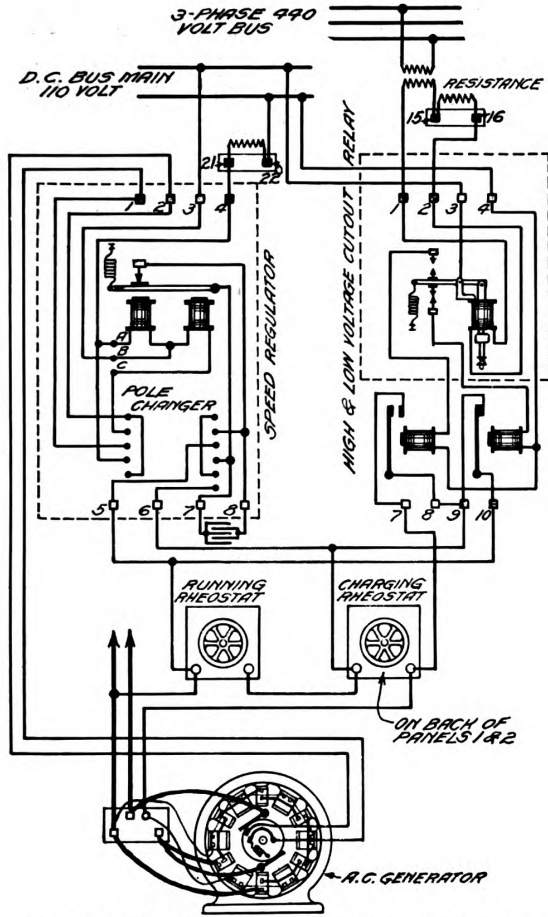 3-PHASE 440
VOLT BUS
D.C. BUS MAIN
110 VOLT
RESISTANCE
15
16
21
22
HIGH & LOW VOLTAGE CUTOUT RELAY
1
2
3
4
1
2
3
4
SPEED REGULATOR
A
B
C
POLE
CHANGER
5
6
7
8
7
8
9
10
RUNNING
RHEOSTAT
CHARGING
RHEOSTAT
ON BACK OF
PANELS 1 & 2
A.C. GENERATOR